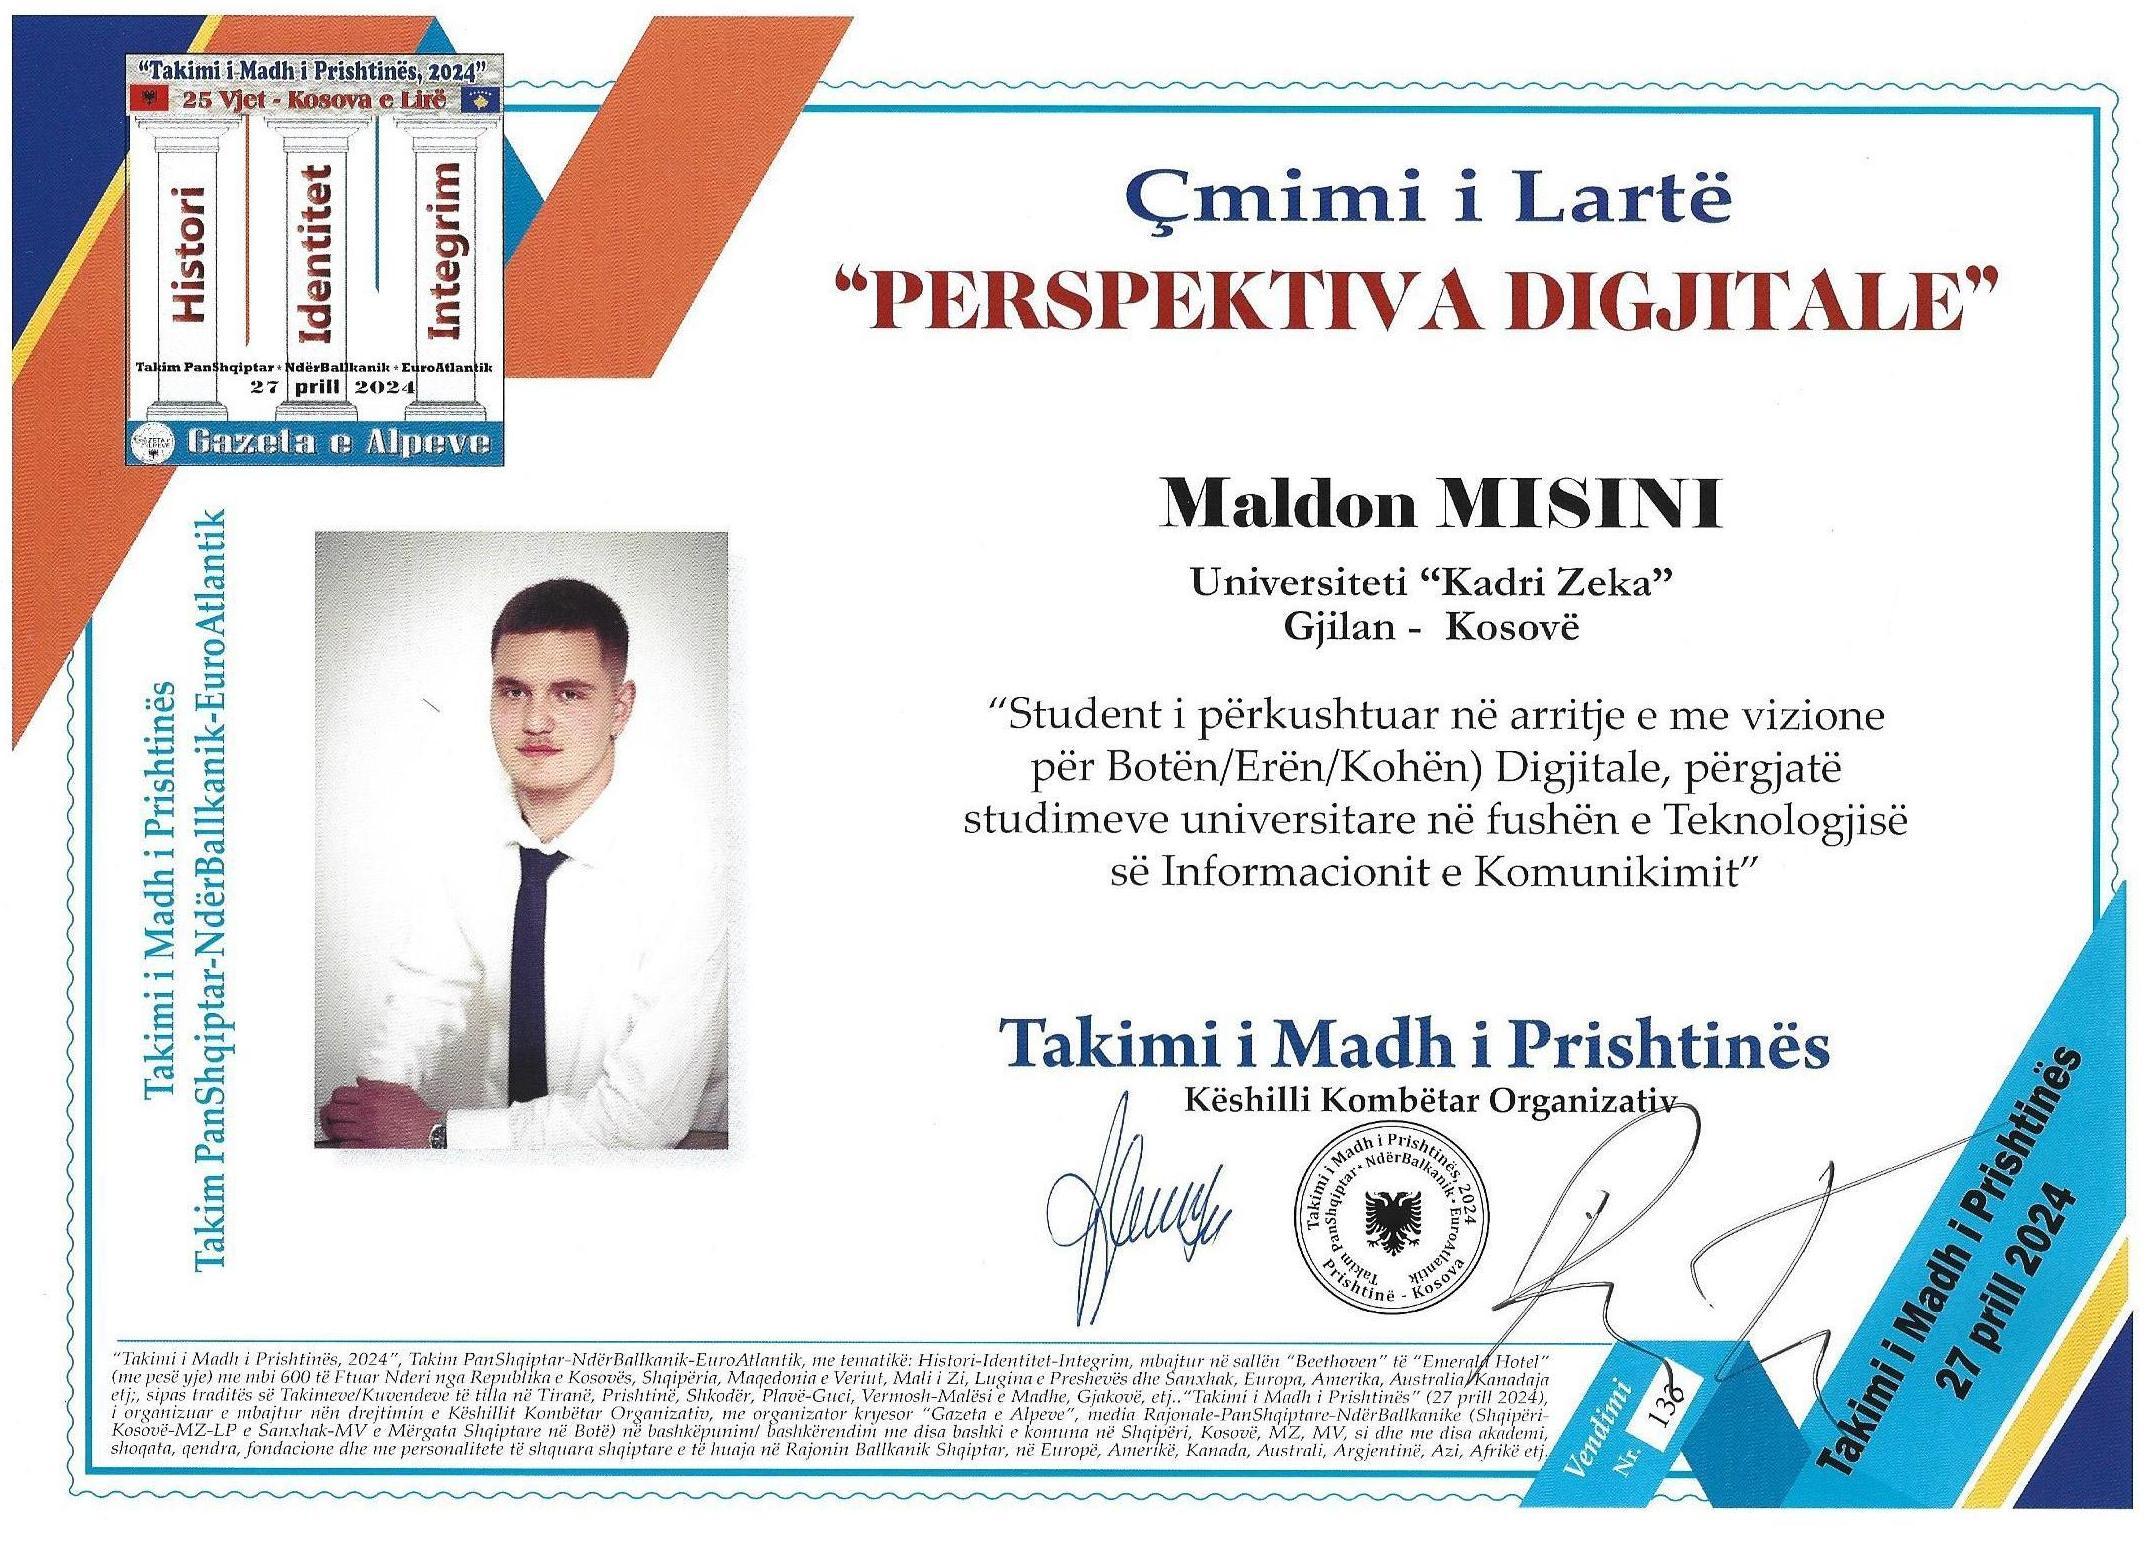 “Takimi i Madh i Prishtinës, 2024”
25 Vjet - Kosova e Lirë
Histori
Identitet
Integrim
Takim PanShqiptar * NdërBallkanik * EuroAtlantik
27 prill 2024
Gazeta e Alpeve
Çmimi i Lartë
“PERSPEKTIVA DIGJITALE”
Maldon MISINI
Universiteti “Kadri Zeka”
Gjilan - Kosovë
“Student i përkushtuar në arritje e me vizione
për Botën/Erën/Kohën) Digjitale, përgjatë
studimeve universitare në fushën e Teknologjisë
së Informacionit e Komunikimit”
Takimi i Madh i Prishtinës
Takim PanShqiptar-NdërBallkanik-EuroAtlantik
Takimi i Madh i Prishtinës
Këshilli Kombëtar Organizativ
Takimi i Madh i Prishtinës, 2024
Takim PanShqiptar • NdërBalkanik • EuroAtlantik
Prishtinë - Kosova
“Takimi i Madh i Prishtinës, 2024”, Takim PanShqiptar-NdërBallkanik-EuroAtlantik, me tematikë: Histori-Identitet-Integrim, mbajtur në sallën “Beethoven” të “Emerald Hotel”
(me pesë yje) me mbi 600 të Ftuar Nderi nga Republika e Kosovës, Shqipëria, Maqedonia e Veriut, Mali i Zi, Lugina e Preshevës dhe Sanxhak, Europa, Amerika, Australia/Kanadaja
etj;, sipas traditës së Takimeve/Kuvendeve të tilla në Tiranë, Prishtinë, Shkodër, Plavë-Guci, Vermosh-Malësi e Madhe, Gjakovë, etj..“Takimi i Madh i Prishtinës” (27 prill 2024),
i organizuar e mbajtur nën drejtimin e Këshillit Kombëtar Organizativ, me organizator kryesor “Gazeta e Alpeve”, media Rajonale-PanShqiptare-NdërBallkanike (Shqipëri-
Kosovë-MZ-LP e Sanxhak-MV e Mërgata Shqiptare në Botë) në bashkëpunim/ bashkërendim me disa bashki e komuna në Shqipëri, Kosovë, MZ, MV, si dhe me disa akademi,
shoqata, qendra, fondacione dhe me personalitete të shquara shqiptare e të huaja në Rajonin Ballkanik Shqiptar, në Europë, Amerikë, Kanada, Australi, Argjentinë, Azi, Afrikë etj.
Vendimi
Nr. 136
Takimi i Madh i Prishtinës
27 prill 2024